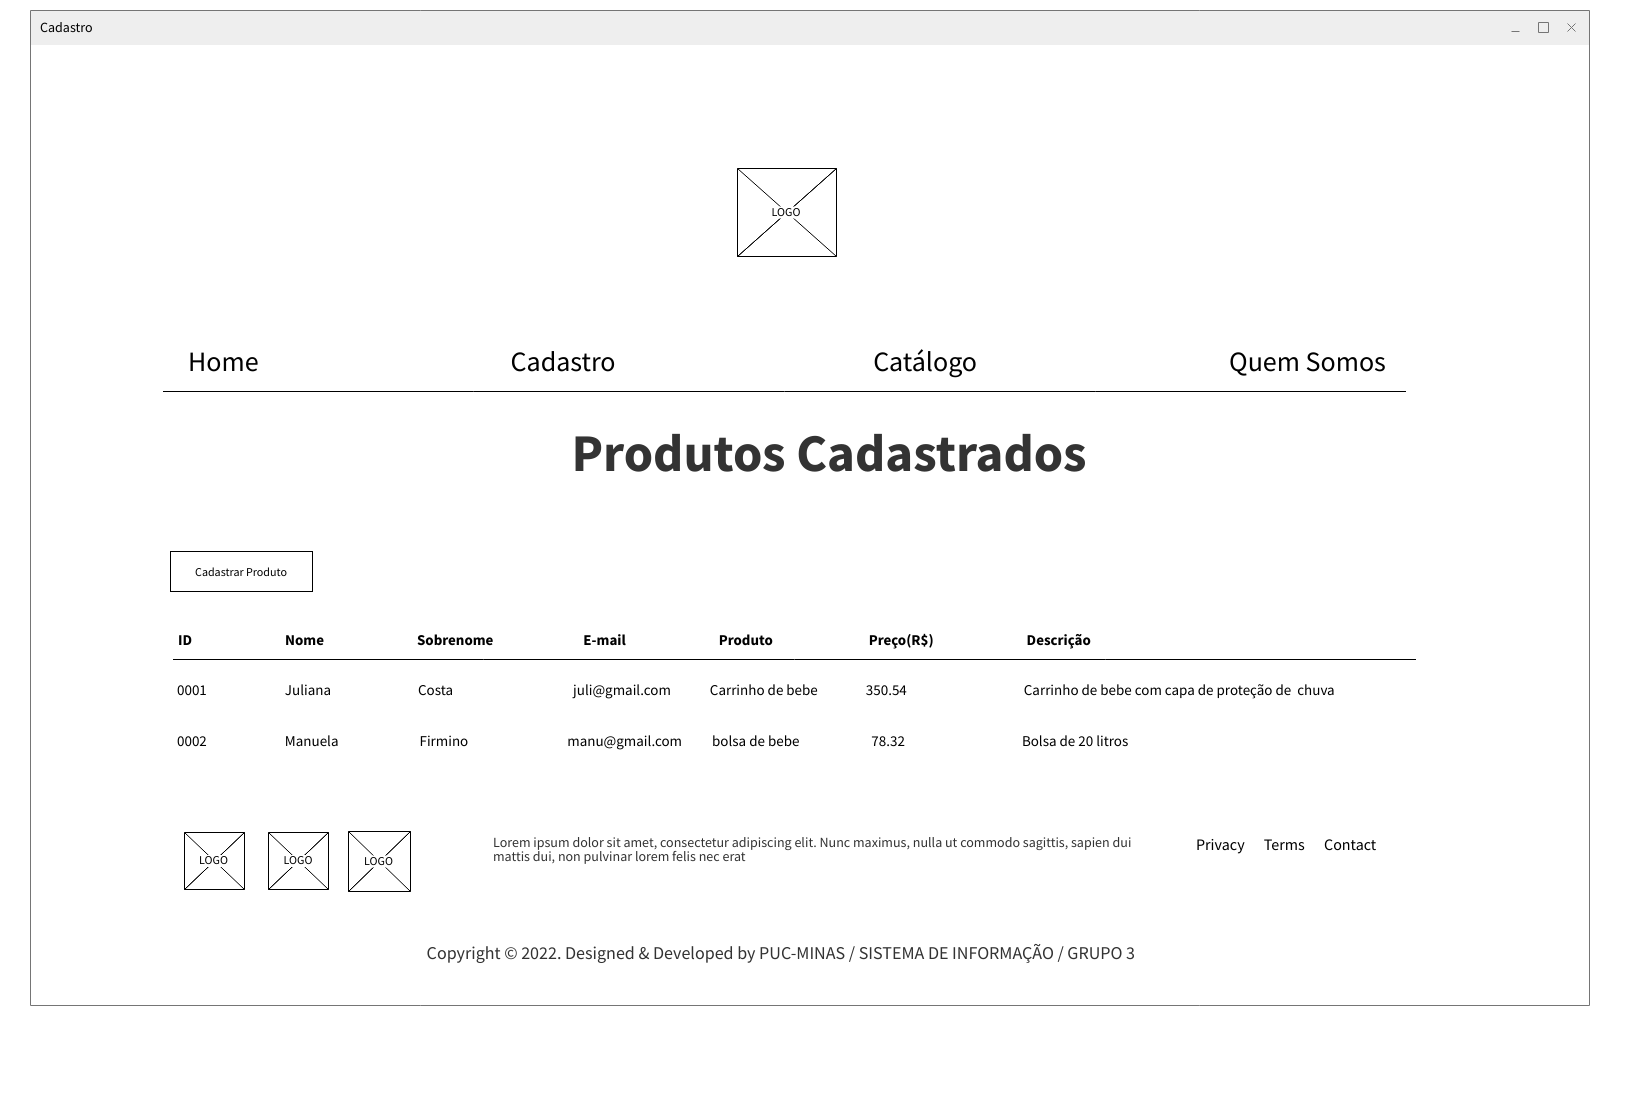 Cadastro
LOGO
Home Cadastro Catálogo Quem Somos
Produtos Cadastrados
Cadastrar Produto
ID Nome Sobrenome E-mail Produto Preço(R$) Descrição
0001 Juliana Costa juli@gmail.com Carrinho de bebe 350.54 Carrinho de bebe com capa de proteção de  chuva
0002 Manuela Firmino manu@gmail.com bolsa de bebe 78.32 Bolsa de 20 litros
LOGO LOGO LOGO
Lorem ipsum dolor sit amet, consectetur adipiscing elit. Nunc maximus, nulla ut commodo sagittis, sapien dui
mattis dui, non pulvinar lorem felis nec erat
Privacy Terms Contact
Copyright © 2022. Designed & Developed by PUC-MINAS / SISTEMA DE INFORMAÇÃO / GRUPO 3